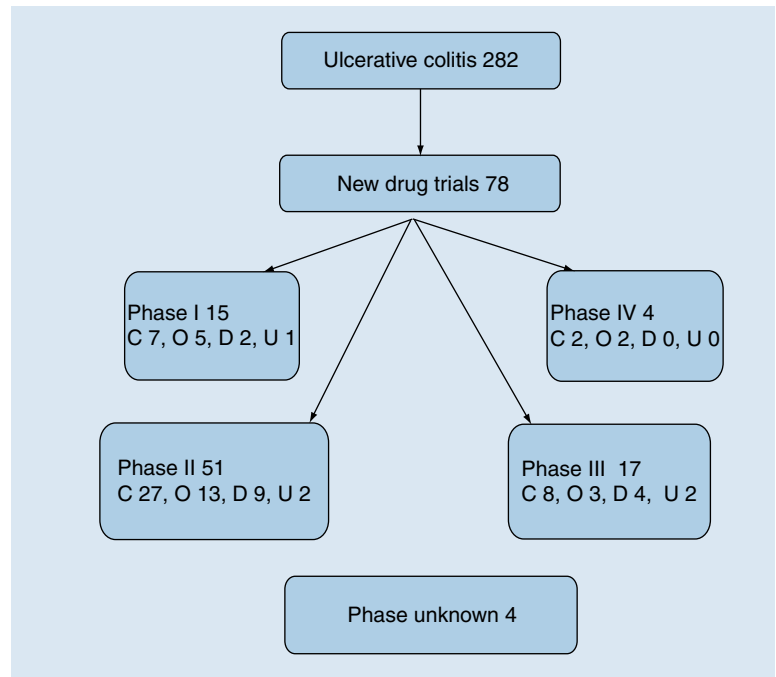 Ulcerative colitis 282
New drug trials 78
Phase I 15
C 7, O 5, D 2, U 1
Phase IV 4
C 2, O 2, D 0, U 0
Phase II 51
C 27, O 13, D 9, U 2
Phase III 17
C 8, O 3, D 4, U 2
Phase unknown 4